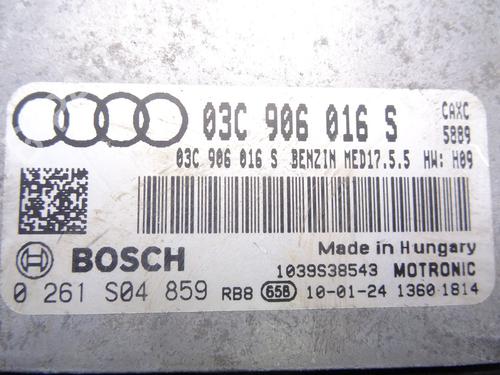 03C 906 016 S CAXC
5889
03C 906 016 S BENZIN MED17.5.5 HW: H09
BOSCH Made in Hungary
1039S38543 MOTRONIC
0 261 S04 859 RB8 658 10-01-24 1360 1814